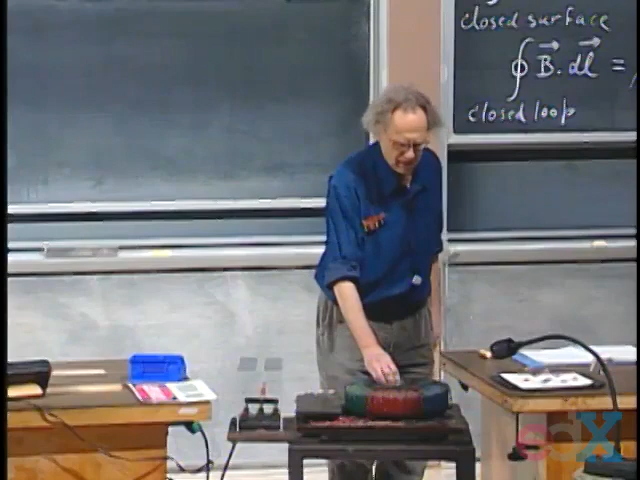 closed surface
∮ B⃗ · dl⃗ =
closed loop
edX